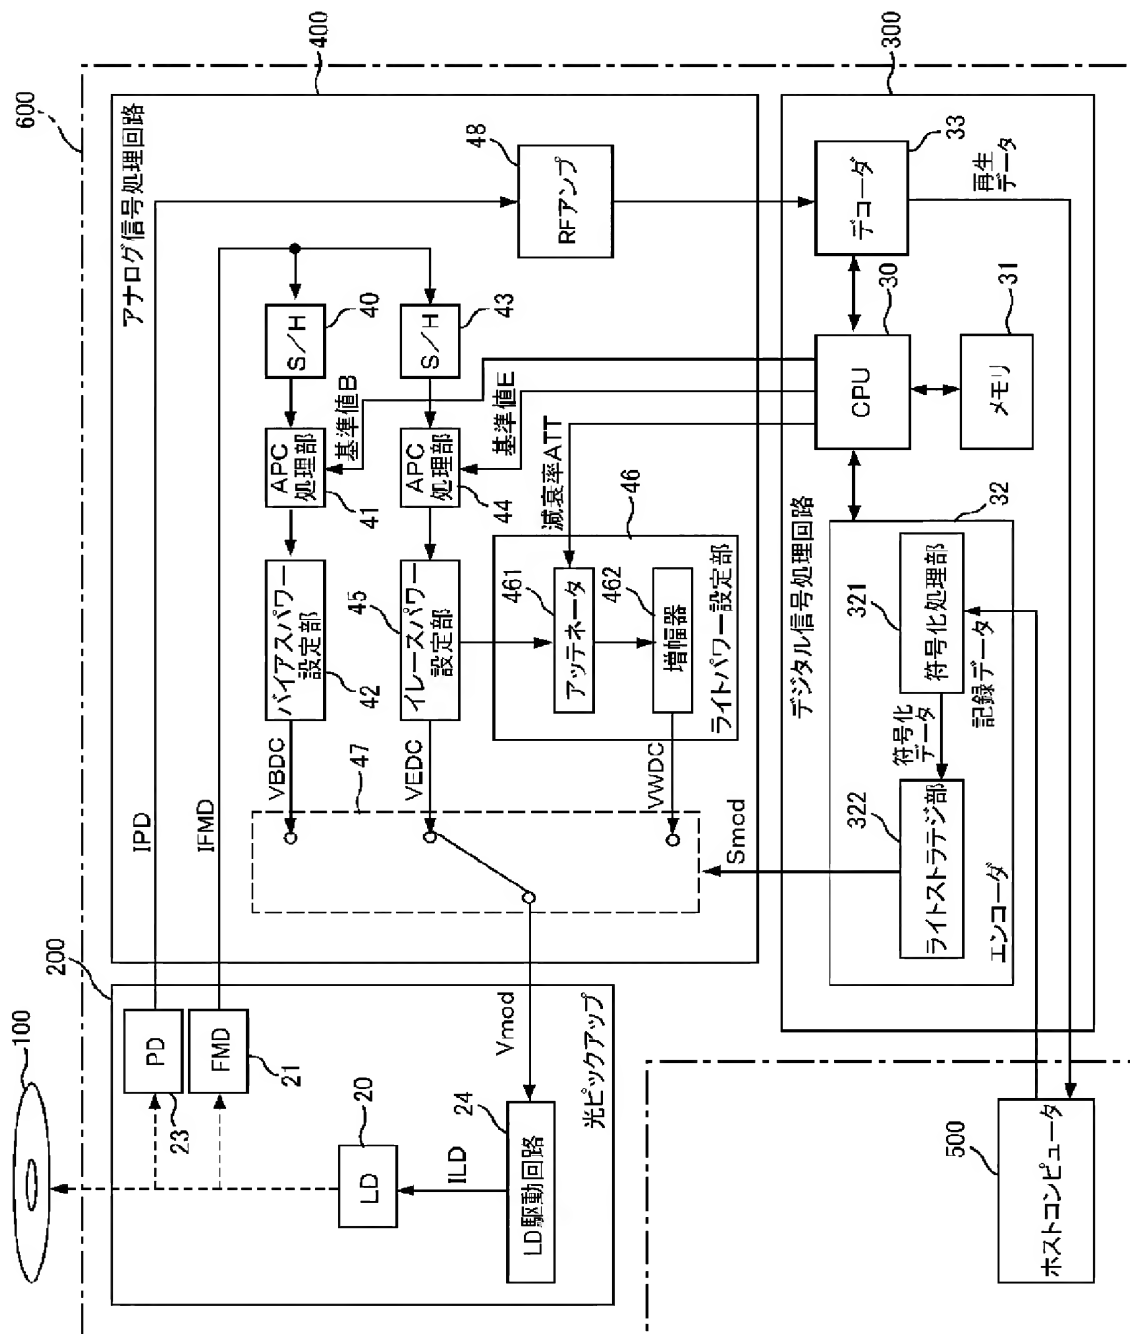 600
100
200
アナログ信号処理回路
400
IPD
IFMD
PD
23
FMD
21
LD
20
ILD
LD駆動回路
24
光ピックアップ
Vmod
VBDC
VEDC
47
VWDC
Smod
バイアスパワー
設定部
42
イレースパワー
設定部
45
APC
処理部
41
APC
処理部
44
基準値B
基準値E
減衰率ATT
S/H
40
S/H
43
RFアンプ
48
アッテネータ
461
増幅器
462
ライトパワー設定部
46
デジタル信号処理回路
300
デコーダ
33
再生
データ
CPU
30
メモリ
31
32
符号化処理部
321
記録データ
符号化
データ
ライトストラテジ部
322
エンコーダ
ホストコンピュータ
500